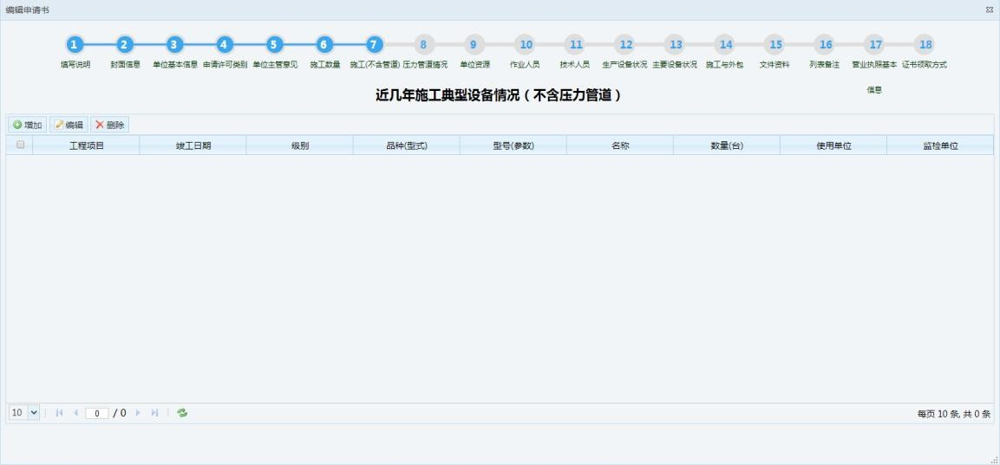 编辑申请书
1 2 3 4 5 6 7 8 9 10 11 12 13 14 15 16 17 18
填写说明 封面信息 单位基本信息 申请许可类别 单位主管意见 施工数量 施工(不含管道) 压力管道情况 单位资源 作业人员 技术人员 生产设备状况 主要设备状况 施工与外包 文件资料 列表备注 营业执照基本 证书领取方式
信息
近几年施工典型设备情况（不含压力管道）
增加 编辑 删除
工程项目 竣工日期 级别 品种(型式) 型号(参数) 名称 数量(台) 使用单位 监检单位
10 0 / 0 每页 10 条, 共 0 条